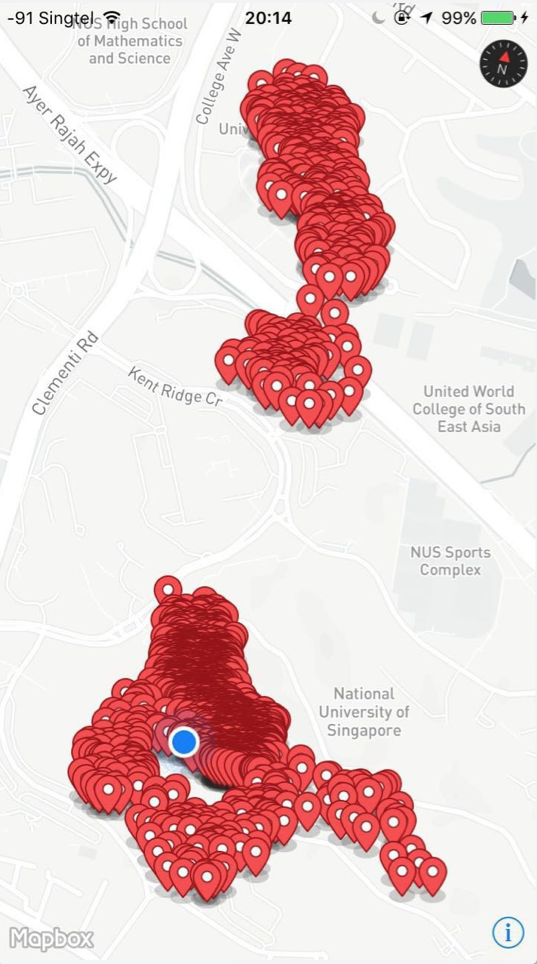 -91 Singtel
20:14
99%
NUS High School
of Mathematics
and Science
College Ave W
Ayer Rajah Expy
N
Clementi Rd
Kent Ridge Cr
United World
College of South
East Asia
NUS Sports
Complex
National
University of
Singapore
Mapbox
i